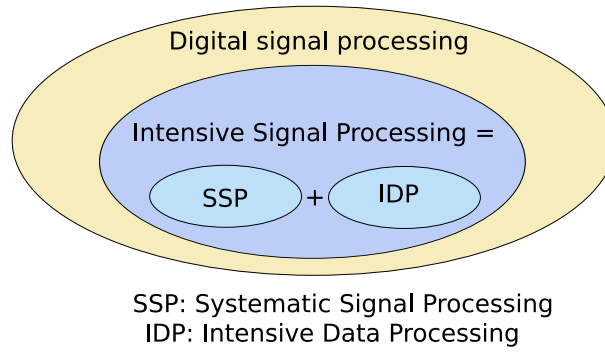 Digital signal processing
Intensive Signal Processing =
SSP + IDP
SSP: Systematic Signal Processing
IDP: Intensive Data Processing